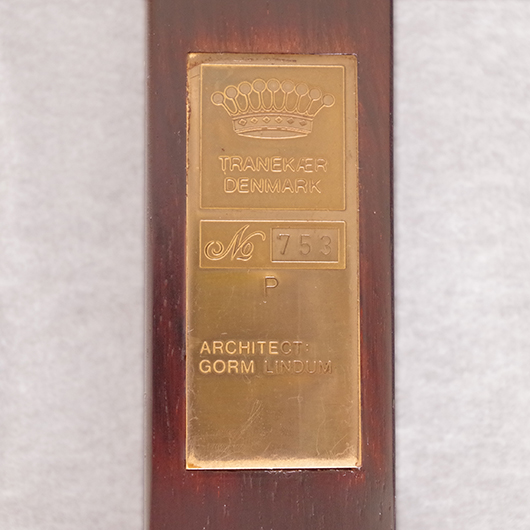 TRANEKÆR
DENMARK
No 753
P
ARCHITECT:
GORM LINDUM